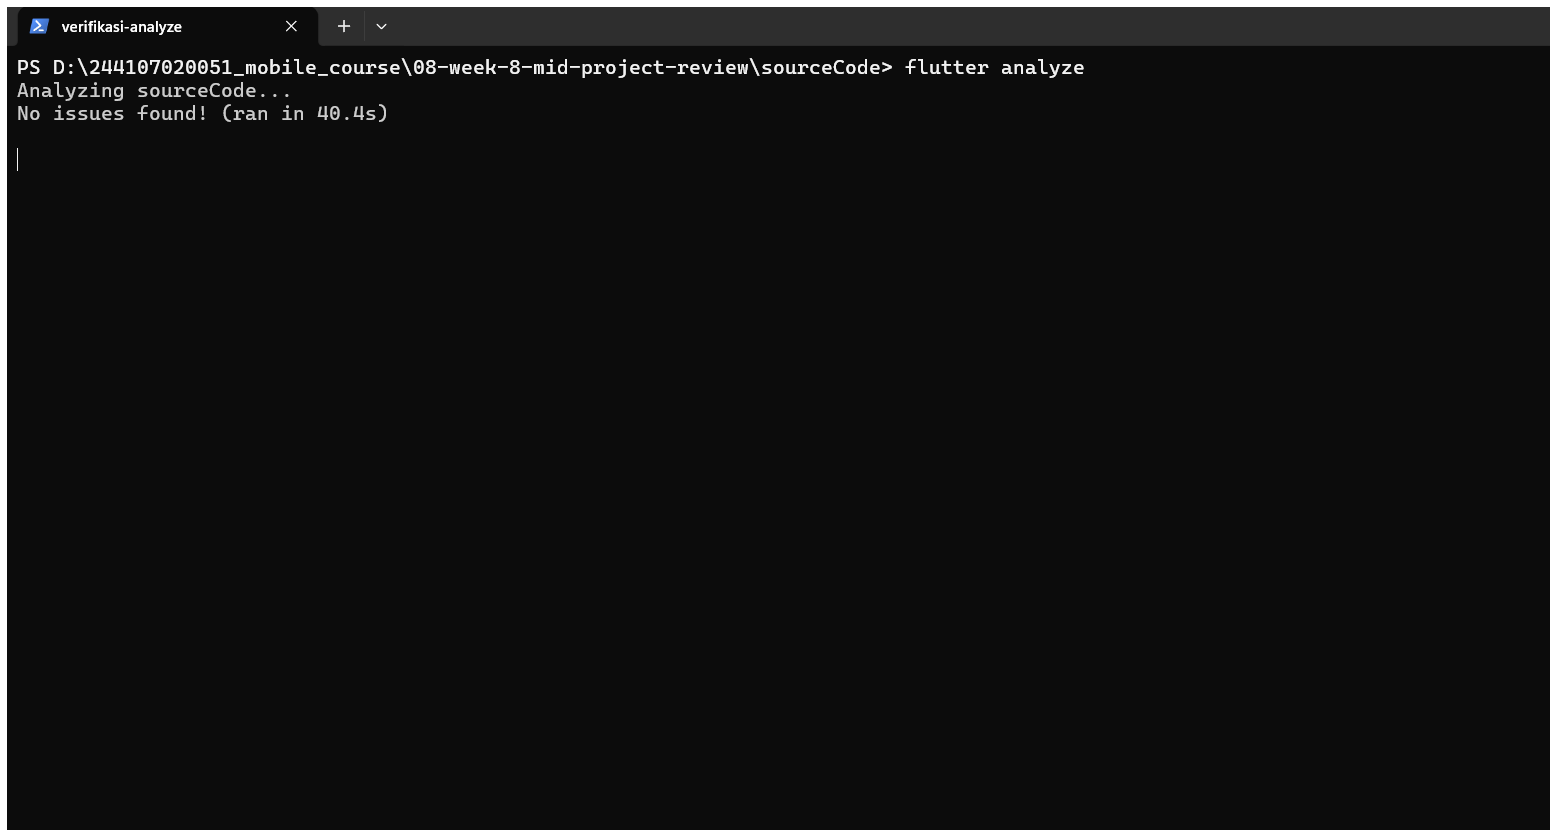 verifikasi-analyze
PS D:\244107020051_mobile_course\08-week-8-mid-project-review\sourceCode> flutter analyze
Analyzing sourceCode...
No issues found! (ran in 40.4s)